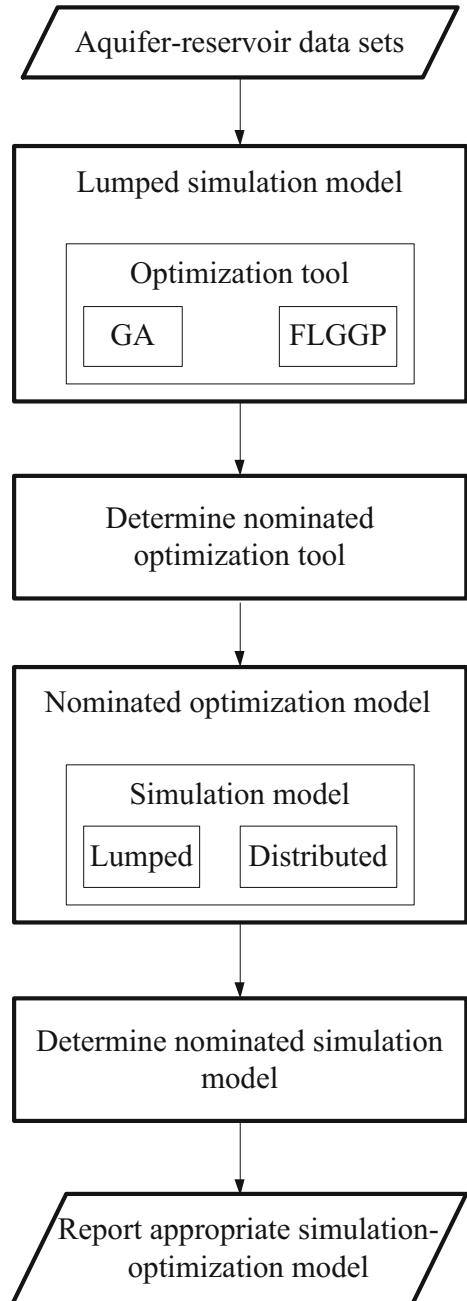 Aquifer-reservoir data sets
Lumped simulation model
Optimization tool
GA
FLGGP
Determine nominated
optimization tool
Nominated optimization model
Simulation model
Lumped
Distributed
Determine nominated simulation
model
Report appropriate simulation-
optimization model